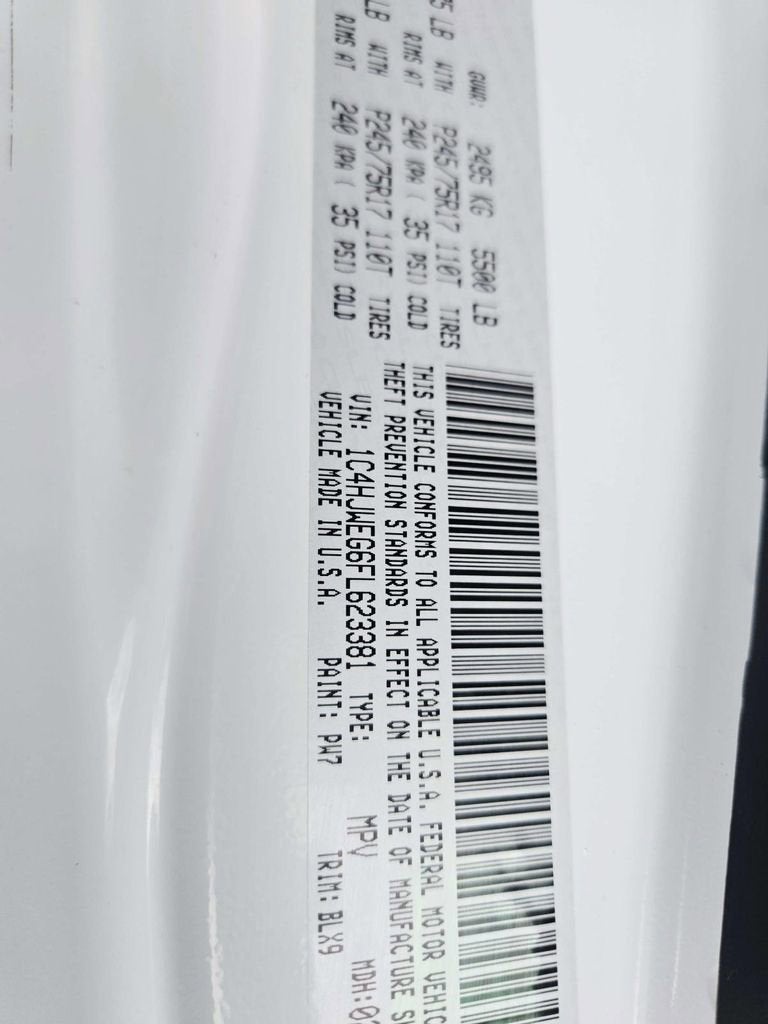 GVWR: 2495 KG 5500 LB
LB WITH P245/75R17 110T TIRES
RIMS AT 240 KPA ( 35 PSI) COLD
LB WITH P245/75R17 110T TIRES
RIMS AT 240 KPA ( 35 PSI) COLD
THIS VEHICLE CONFORMS TO ALL APPLICABLE U.S.A. FEDERAL MOTOR VEHIC
THEFT PREVENTION STANDARDS IN EFFECT ON THE DATE OF MANUFACTURE
VIN: 1C4HJWEG6FL623381 TYPE: MPV MDH:0
VEHICLE MADE IN U.S.A. PAINT: PW7 TRIM: BLX9